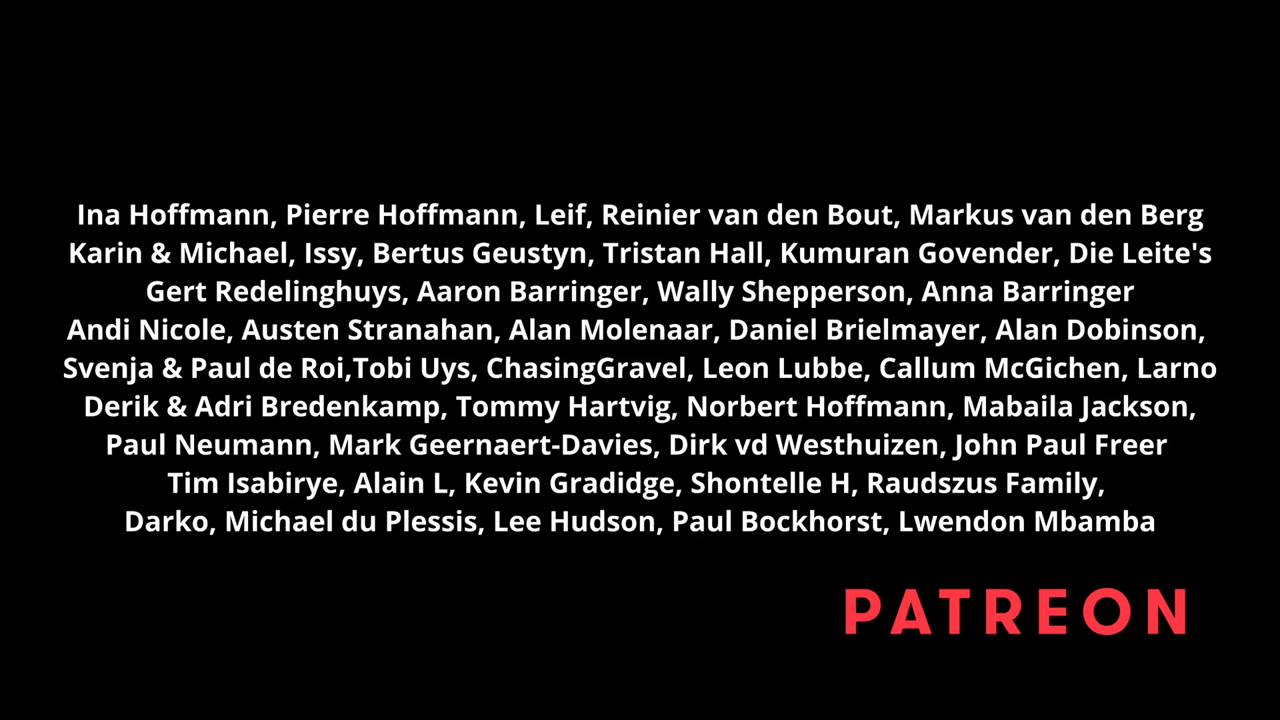 Ina Hoffmann, Pierre Hoffmann, Leif, Reinier van den Bout, Markus van den Berg
Karin & Michael, Issy, Bertus Geustyn, Tristan Hall, Kumuran Govender, Die Leite's
Gert Redelinghuys, Aaron Barringer, Wally Shepperson, Anna Barringer
Andi Nicole, Austen Stranahan, Alan Molenaar, Daniel Brielmayer, Alan Dobinson,
Svenja & Paul de Roi,Tobi Uys, ChasingGravel, Leon Lubbe, Callum McGichen, Larno
Derik & Adri Bredenkamp, Tommy Hartvig, Norbert Hoffmann, Mabaila Jackson,
Paul Neumann, Mark Geernaert-Davies, Dirk vd Westhuizen, John Paul Freer
Tim Isabirye, Alain L, Kevin Gradidge, Shontelle H, Raudszus Family,
Darko, Michael du Plessis, Lee Hudson, Paul Bockhorst, Lwendon Mbamba
PATREON